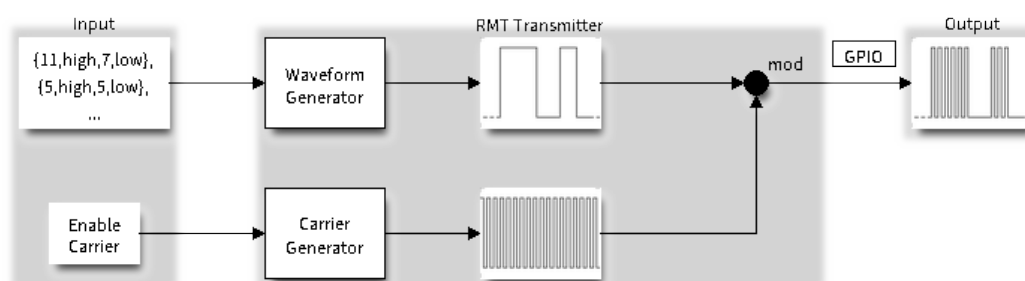 Input
RMT Transmitter
Output
{11,high,7,low},
{5,high,5,low},
...
Waveform
Generator
mod
GPIO
Enable
Carrier
Carrier
Generator